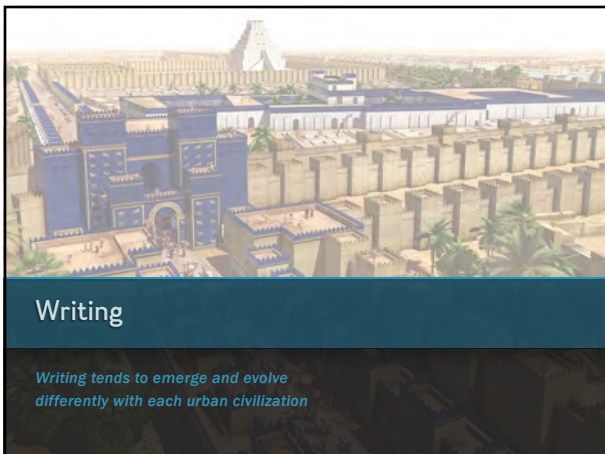 Writing
Writing tends to emerge and evolve
differently with each urban civilization